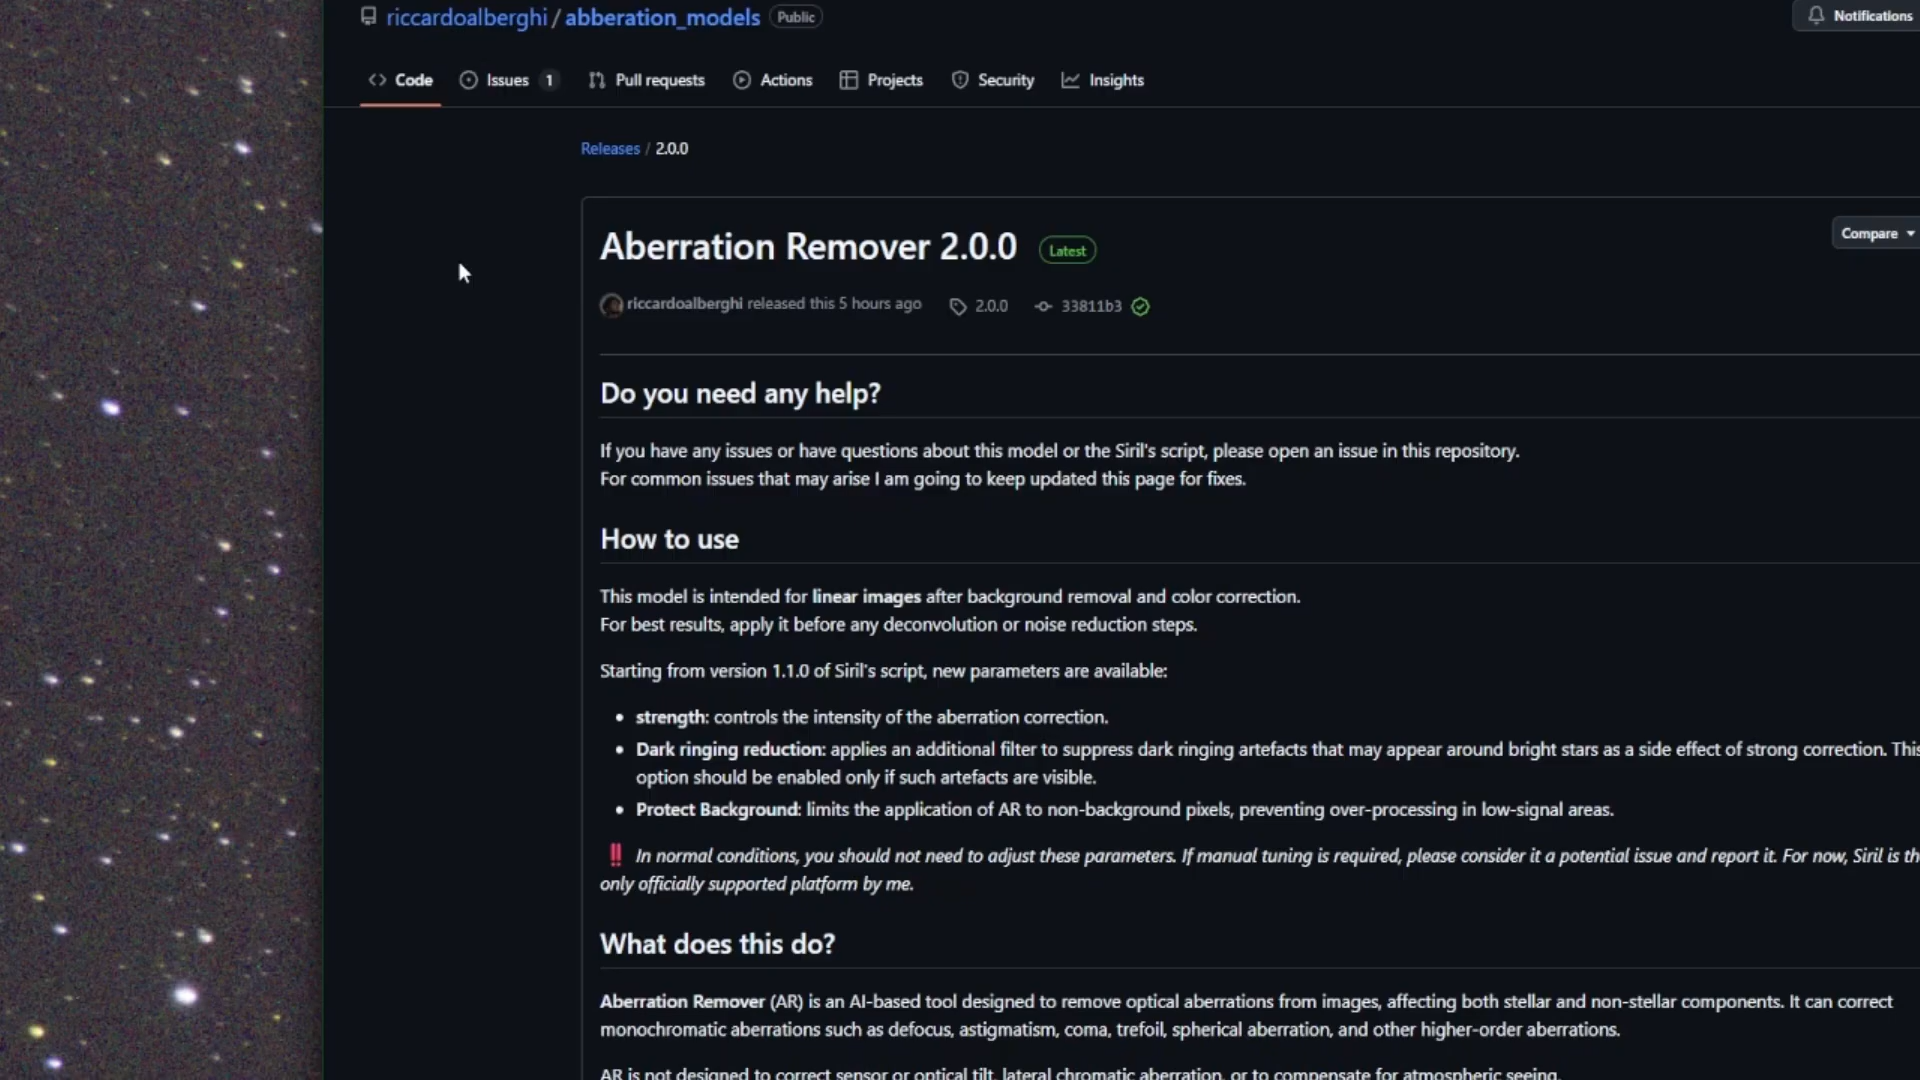 riccardoalberghi / abberation_models Public
Notifications
Code
Issues 1
Pull requests
Actions
Projects
Security
Insights
Releases / 2.0.0
Aberration Remover 2.0.0 Latest
Compare
riccardoalberghi released this 5 hours ago 2.0.0 33811b3
Do you need any help?
If you have any issues or have questions about this model or the Siril's script, please open an issue in this repository.
For common issues that may arise I am going to keep updated this page for fixes.
How to use
This model is intended for linear images after background removal and color correction.
For best results, apply it before any deconvolution or noise reduction steps.
Starting from version 1.1.0 of Siril's script, new parameters are available:
• strength: controls the intensity of the aberration correction.
• Dark ringing reduction: applies an additional filter to suppress dark ringing artefacts that may appear around bright stars as a side effect of strong correction. This
option should be enabled only if such artefacts are visible.
• Protect Background: limits the application of AR to non-background pixels, preventing over-processing in low-signal areas.
‼ In normal conditions, you should not need to adjust these parameters. If manual tuning is required, please consider it a potential issue and report it. For now, Siril is th
only officially supported platform by me.
What does this do?
Aberration Remover (AR) is an AI-based tool designed to remove optical aberrations from images, affecting both stellar and non-stellar components. It can correct
monochromatic aberrations such as defocus, astigmatism, coma, trefoil, spherical aberration, and other higher-order aberrations.
AR is not designed to correct sensor or optical tilt, lateral chromatic aberration, or to compensate for atmospheric seeing.